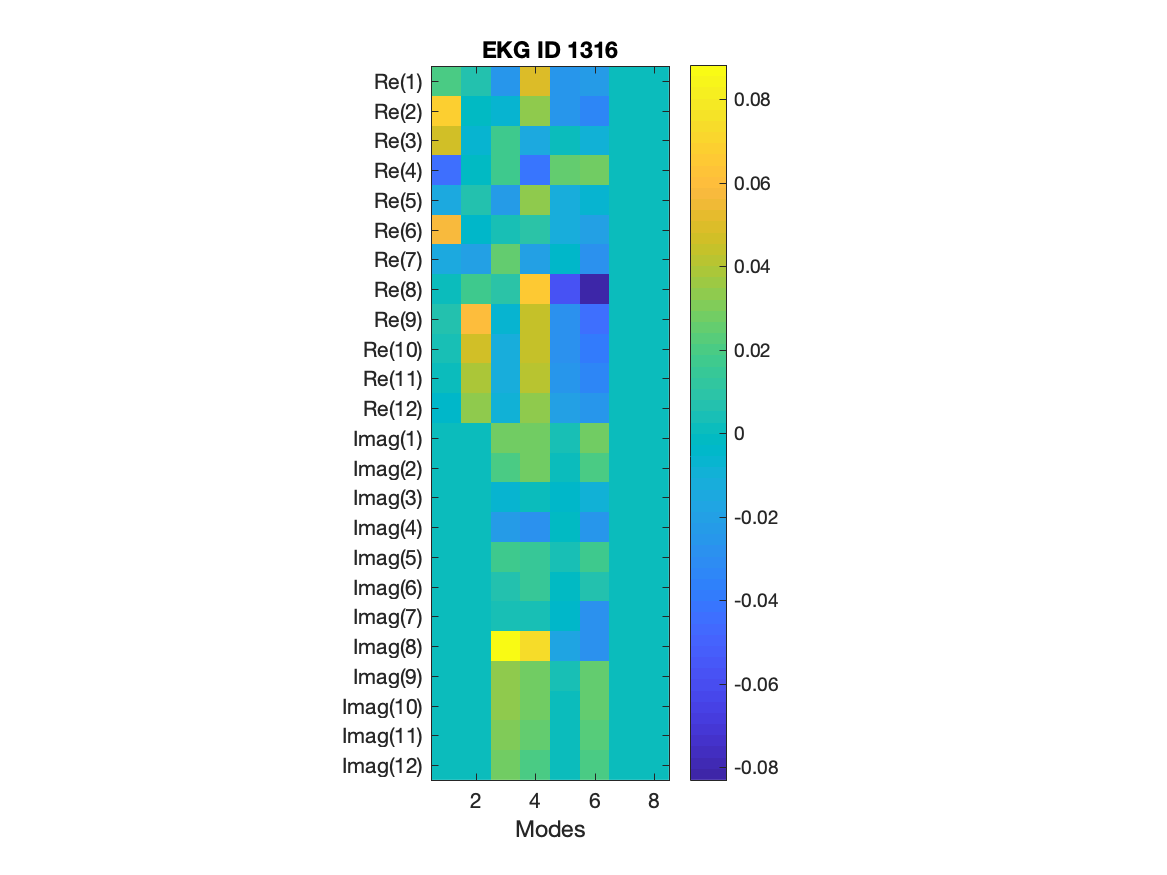 EKG ID 1316
Re(1)
Re(2)
Re(3)
Re(4)
Re(5)
Re(6)
Re(7)
Re(8)
Re(9)
Re(10)
Re(11)
Re(12)
Imag(1)
Imag(2)
Imag(3)
Imag(4)
Imag(5)
Imag(6)
Imag(7)
Imag(8)
Imag(9)
Imag(10)
Imag(11)
Imag(12)
2 4 6 8
Modes
0.08
0.06
0.04
0.02
0
-0.02
-0.04
-0.06
-0.08